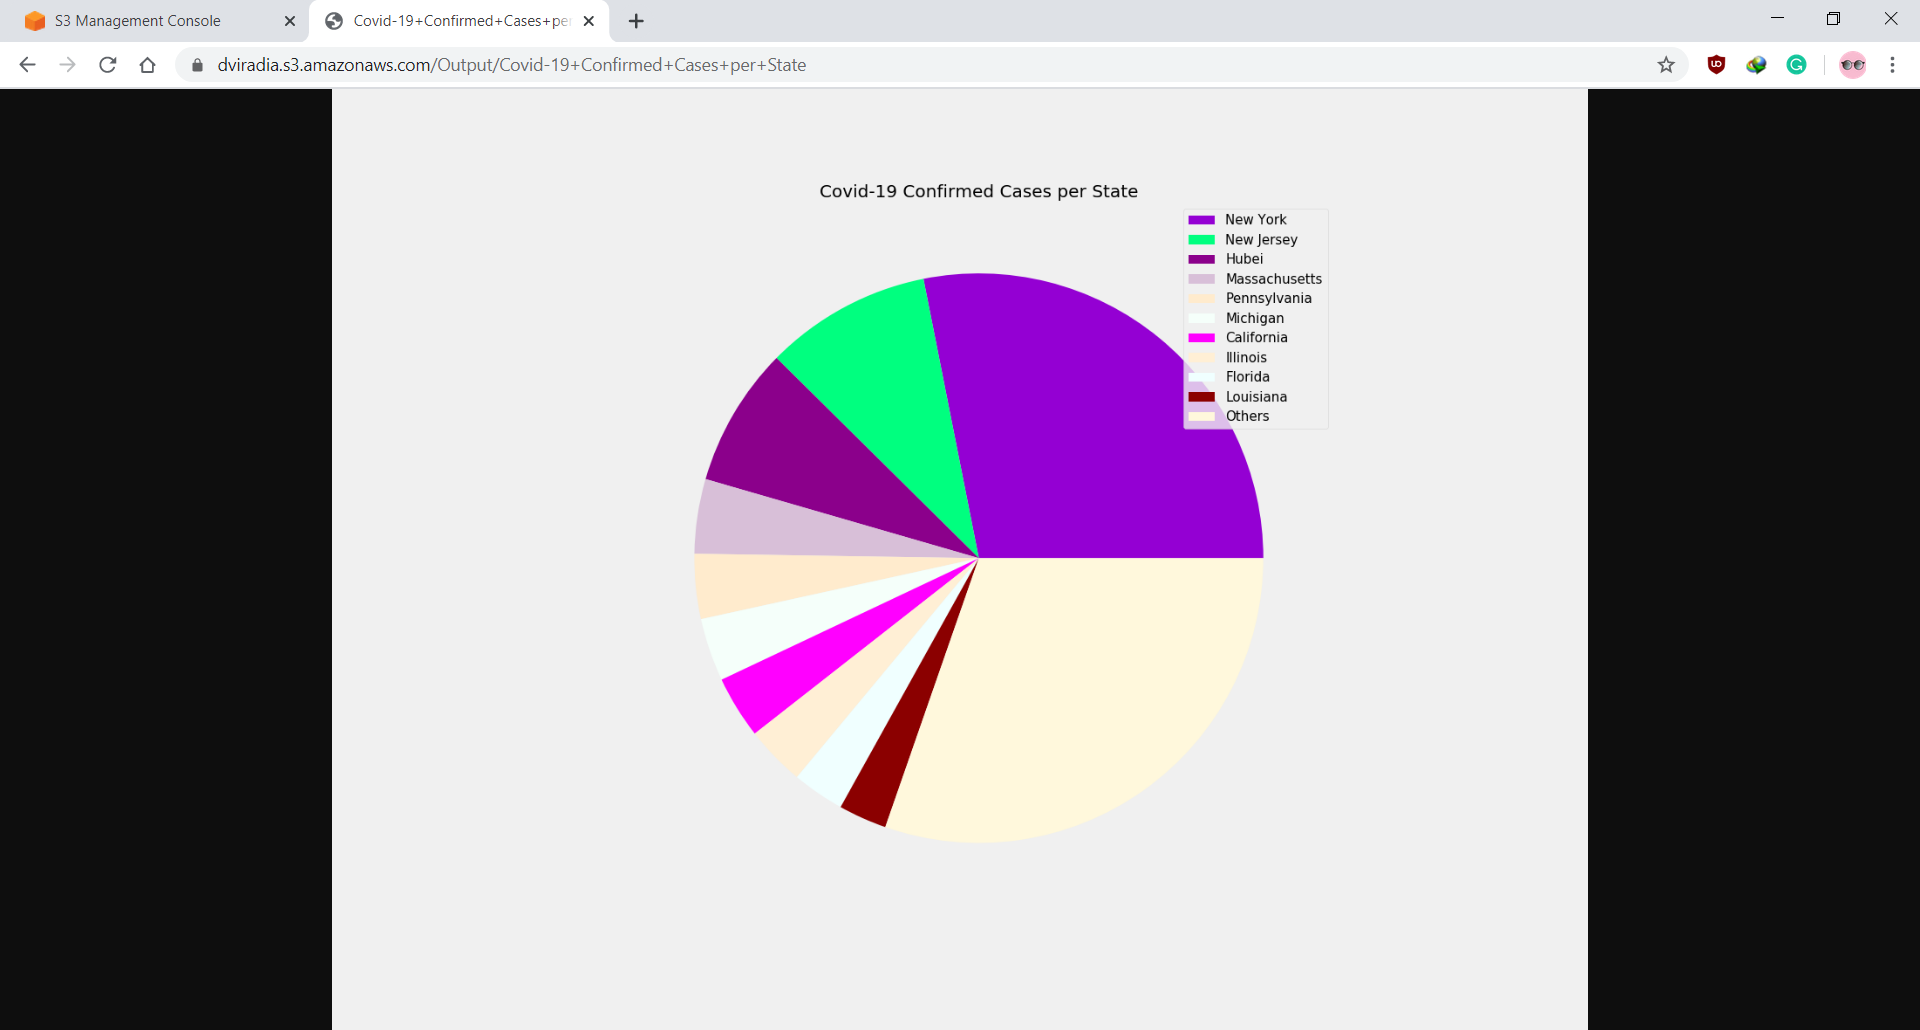 S3 Management Console
Covid-19+Confirmed+Cases+pe
dviradia.s3.amazonaws.com/Output/Covid-19+Confirmed+Cases+per+State
Covid-19 Confirmed Cases per State
New York
New Jersey
Hubei
Massachusetts
Pennsylvania
Michigan
California
Illinois
Florida
Louisiana
Others